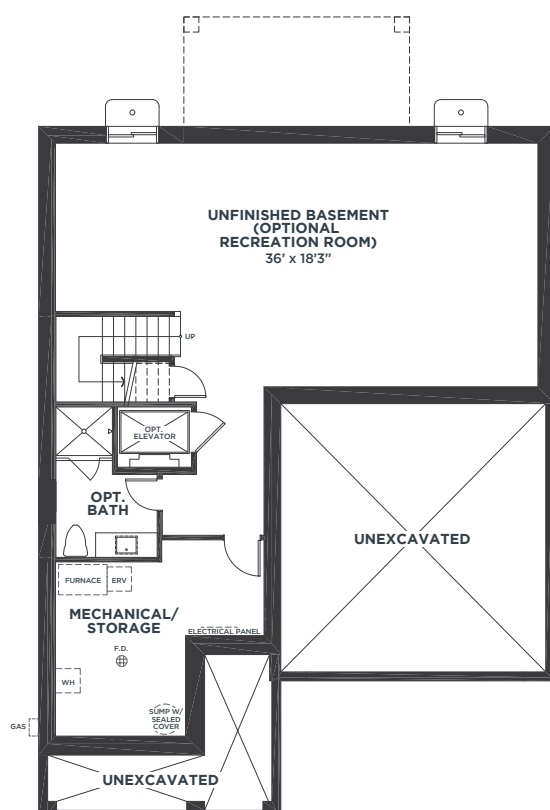 UNFINISHED BASEMENT
(OPTIONAL
RECREATION ROOM)
36' x 18'3”
UP
OPT.
ELEVATOR
OPT.
BATH
UNEXCAVATED
FURNACE
ERV
MECHANICAL/
STORAGE
ELECTRICAL PANEL
F.D.
WH
SUMP W/
SEALED
COVER
GAS
UNEXCAVATED